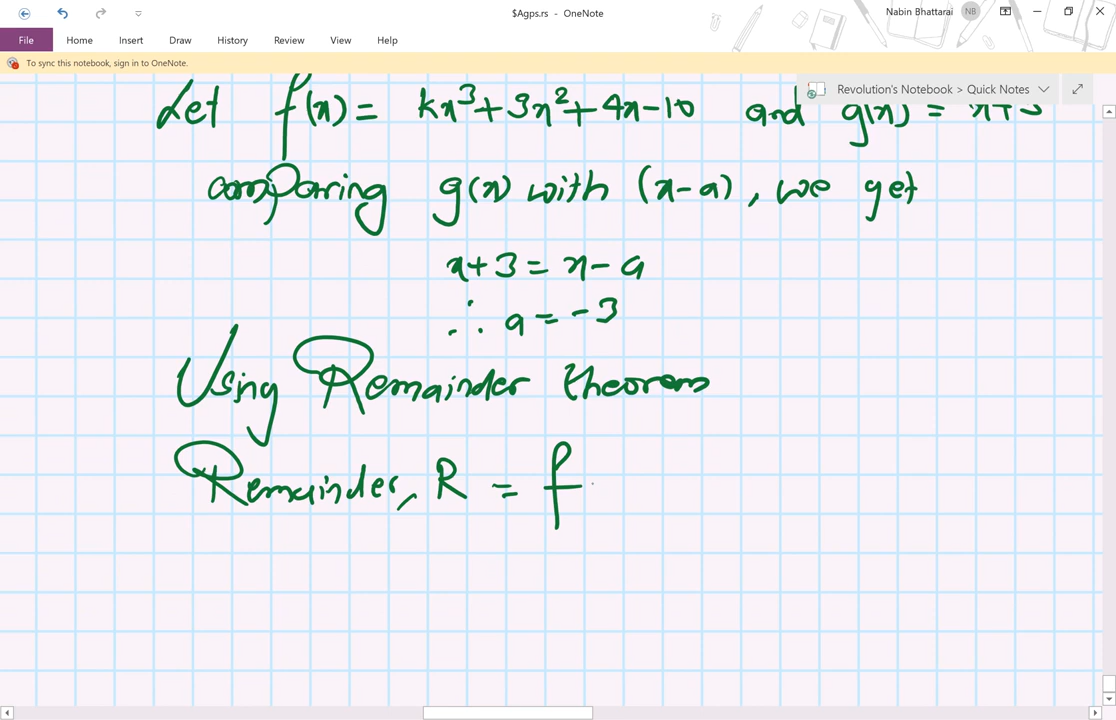 $Agps.rs - OneNote
Nabin Bhattarai NB
File Home Insert Draw History Review View Help
To sync this notebook, sign in to OneNote.
Revolution's Notebook > Quick Notes
Let f(x) = kx³ + 3x² + 4x - 10 and g(x) = x + 3
comparing g(x) with (x - a), we get
x + 3 = x - a
∴ a = - 3
Using Remainder theorem
Remainder, R = f